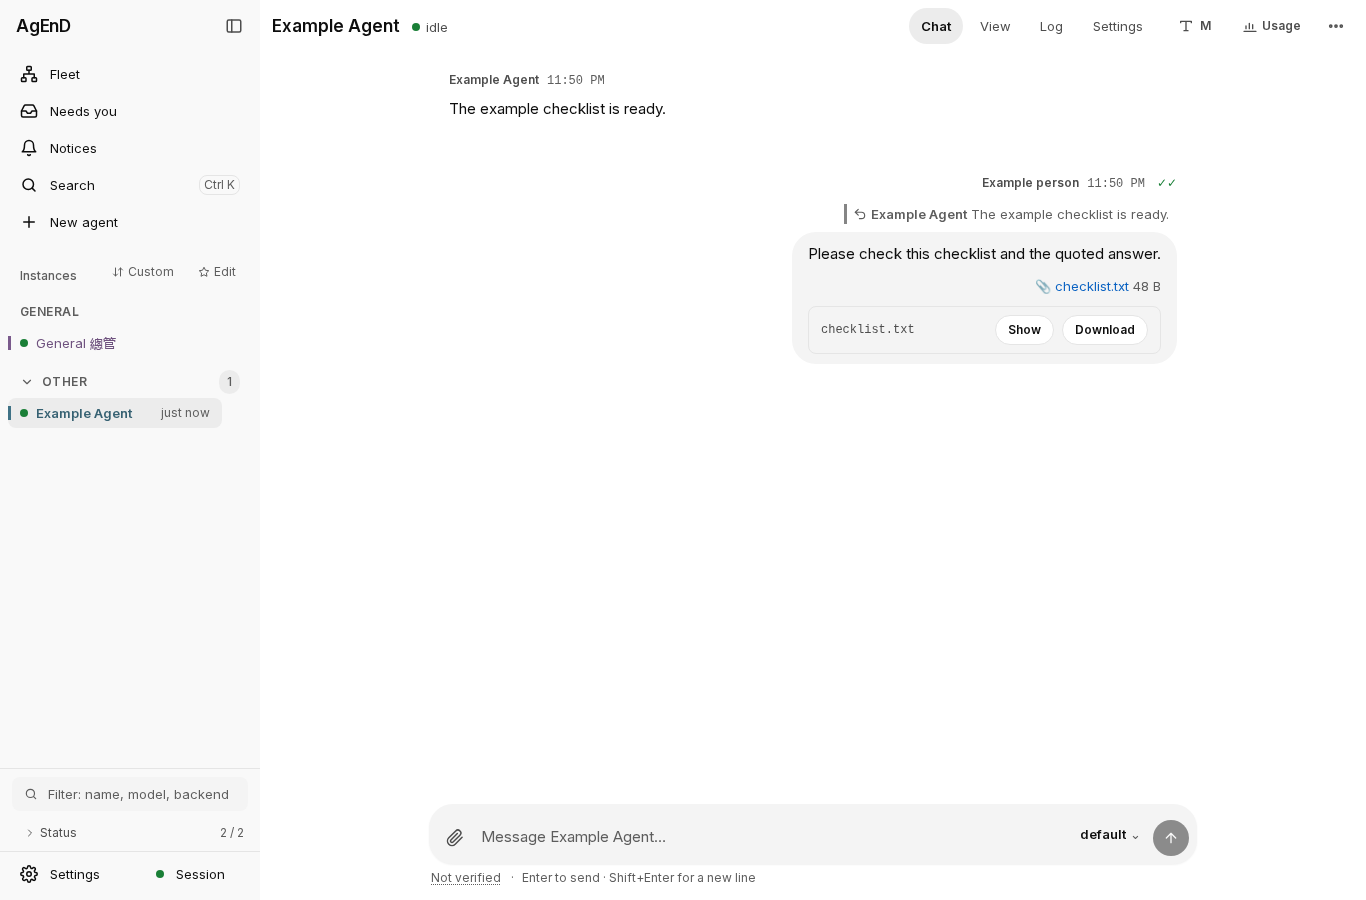 AgEnD
Fleet
Needs you
Notices
Search
Ctrl K
New agent
Instances
Custom
Edit
GENERAL
General 總管
OTHER
1
Example Agent
just now
Filter: name, model, backend
Status
2 / 2
Settings
Session
Example Agent
idle
Chat
View
Log
Settings
M
Usage
Example Agent 11:50 PM
The example checklist is ready.
Example person 11:50 PM ✓✓
Example Agent The example checklist is ready.
Please check this checklist and the quoted answer.
checklist.txt 48 B
checklist.txt
Show
Download
Message Example Agent...
default
Not verified · Enter to send · Shift+Enter for a new line